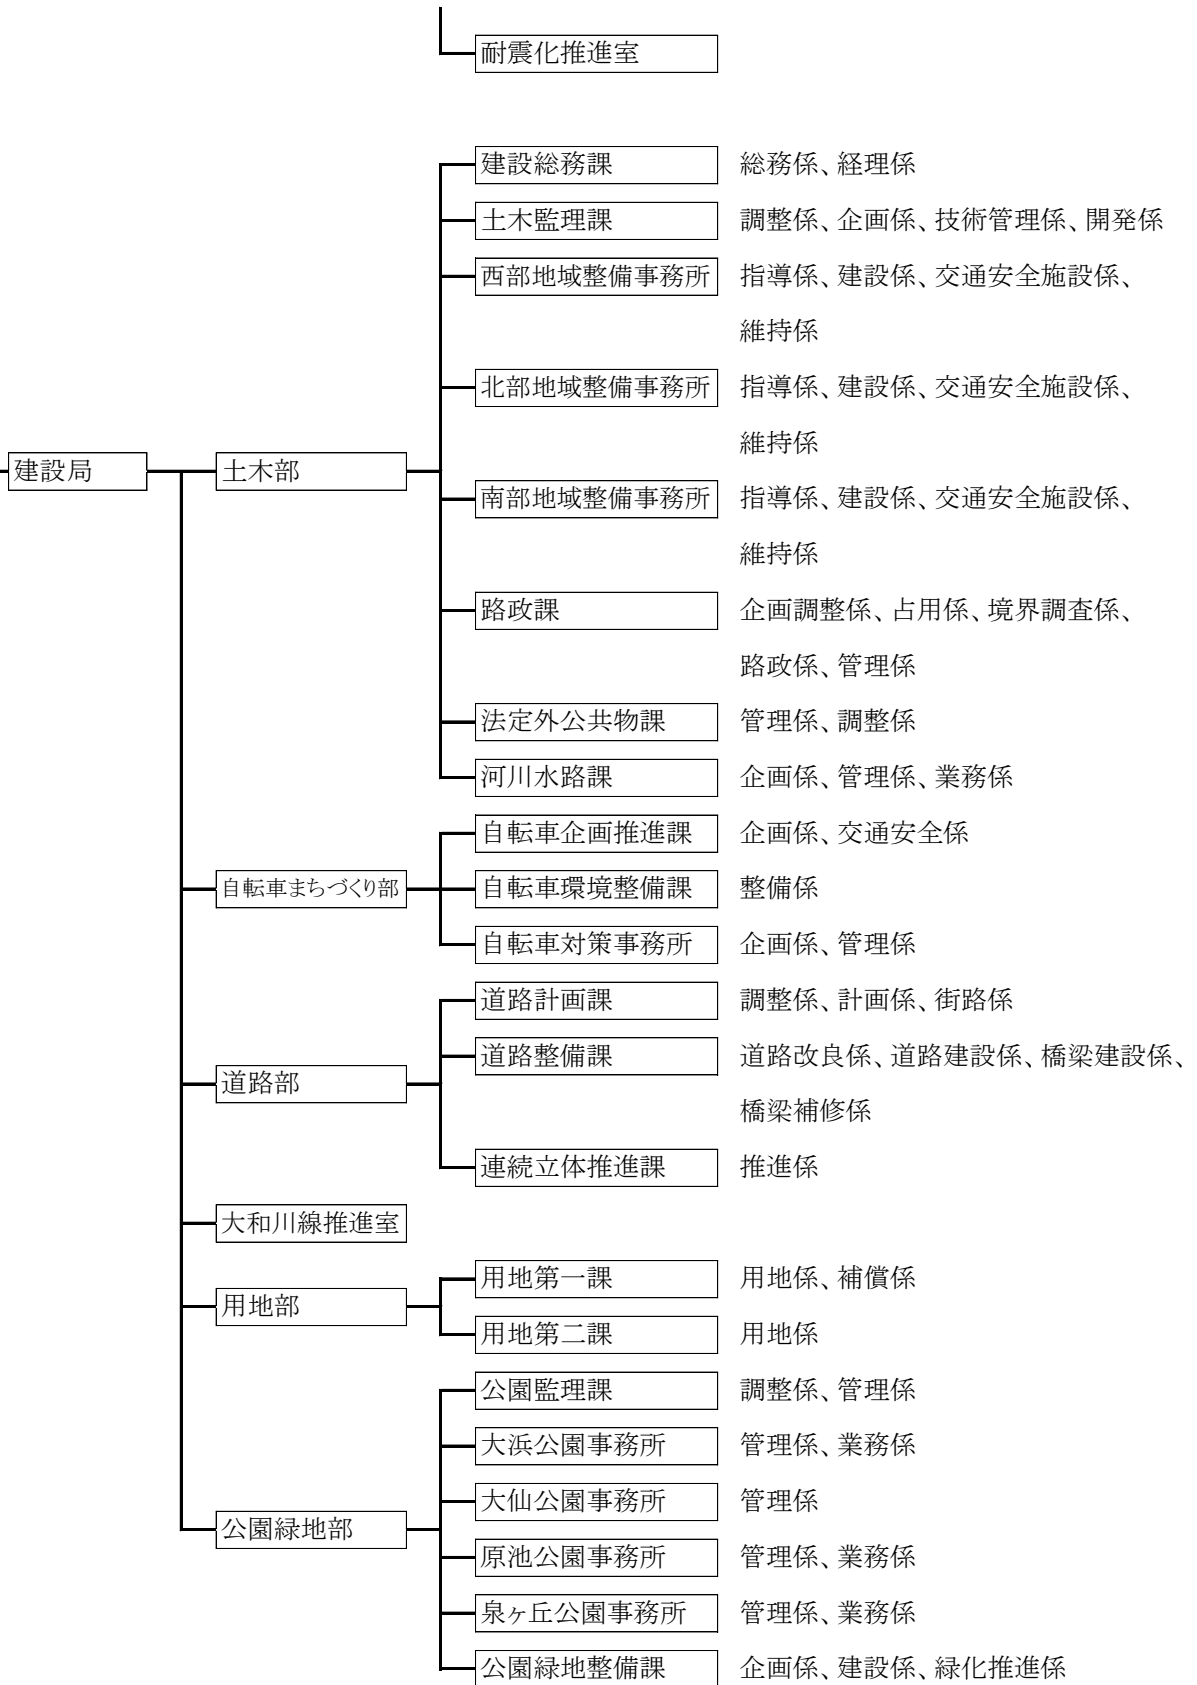 耐震化推進室
建設総務課 総務係、経理係
土木監理課 調整係、企画係、技術管理係、開発係
西部地域整備事務所 指導係、建設係、交通安全施設係、
維持係
北部地域整備事務所 指導係、建設係、交通安全施設係、
維持係
建設局 土木部
南部地域整備事務所 指導係、建設係、交通安全施設係、
維持係
路政課 企画調整係、占用係、境界調査係、
路政係、管理係
法定外公共物課 管理係、調整係
河川水路課 企画係、管理係、業務係
自転車企画推進課 企画係、交通安全係
自転車まちづくり部 自転車環境整備課 整備係
自転車対策事務所 企画係、管理係
道路計画課 調整係、計画係、街路係
道路整備課 道路改良係、道路建設係、橋梁建設係、
道路部
橋梁補修係
連続立体推進課 推進係
大和川線推進室
用地第一課 用地係、補償係
用地部
用地第二課 用地係
公園監理課 調整係、管理係
大浜公園事務所 管理係、業務係
大仙公園事務所 管理係
公園緑地部
原池公園事務所 管理係、業務係
泉ヶ丘公園事務所 管理係、業務係
公園緑地整備課 企画係、建設係、緑化推進係